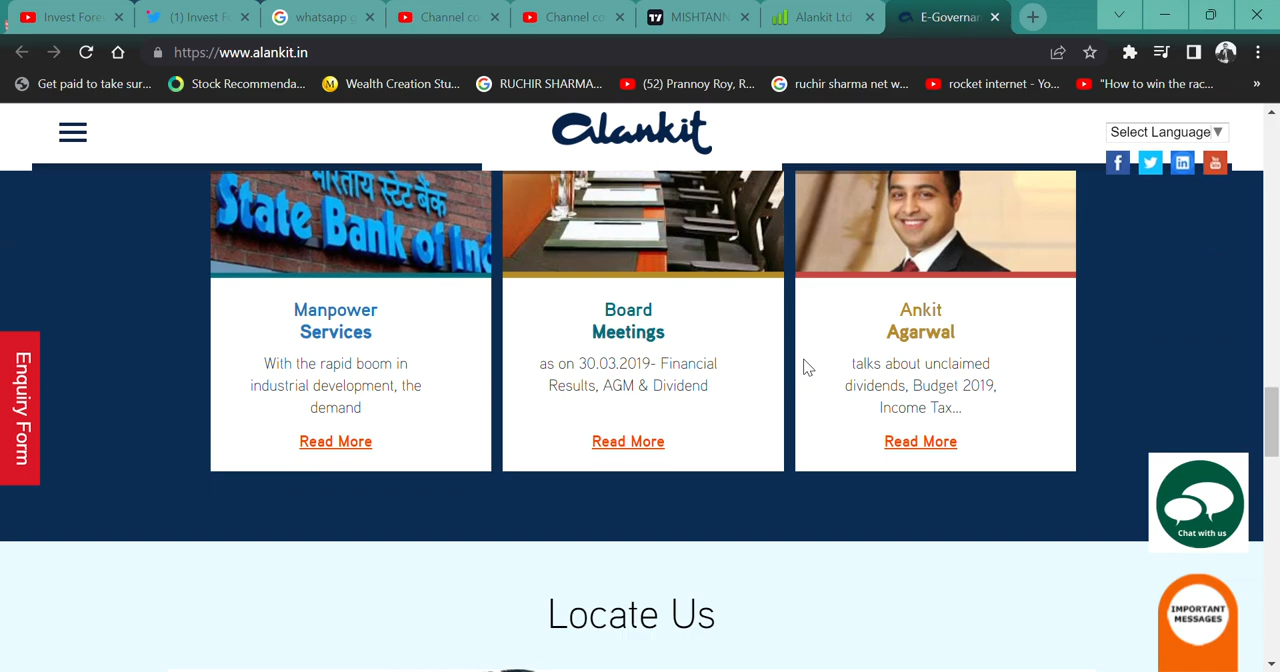 Invest Fores
(1) Invest Fo
whatsapp g
Channel co
Channel co
MISHTANN
Alankit Ltd
E-Governan
https://www.alankit.in
Get paid to take sur...
Stock Recommenda...
Wealth Creation Stu...
RUCHIR SHARMA...
(52) Prannoy Roy, R...
ruchir sharma net w...
rocket internet - Yo...
"How to win the rac...
»
alankit
Select Language▼
भारतीय स्टेट बैंक
State Bank of Ind
Manpower
Services
With the rapid boom in
industrial development, the
demand
Read More
Board
Meetings
as on 30.03.2019- Financial
Results, AGM & Dividend
Read More
Ankit
Agarwal
talks about unclaimed
dividends, Budget 2019,
Income Tax...
Read More
Enquiry Form
Chat with us
Locate Us
IMPORTANT
MESSAGES